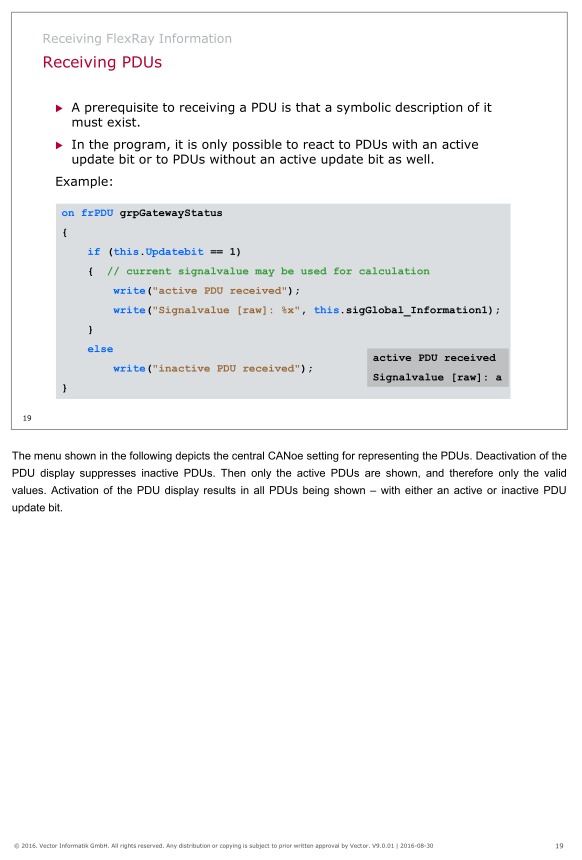 Receiving FlexRay Information
Receiving PDUs
▶ A prerequisite to receiving a PDU is that a symbolic description of it
must exist.
▶ In the program, it is only possible to react to PDUs with an active
update bit or to PDUs without an active update bit as well.
Example:
on frPDU grpGatewayStatus
{
if (this.Updatebit == 1)
{ // current signalvalue may be used for calculation
write("active PDU received");
write("Signalvalue [raw]: %x", this.sigGlobal_Information1);
}
else
write("inactive PDU received");
}
active PDU received
Signalvalue [raw]: a
19
The menu shown in the following depicts the central CANoe setting for representing the PDUs. Deactivation of the
PDU display suppresses inactive PDUs. Then only the active PDUs are shown, and therefore only the valid
values. Activation of the PDU display results in all PDUs being shown – with either an active or inactive PDU
update bit.
© 2016. Vector Informatik GmbH. All rights reserved. Any distribution or copying is subject to prior written approval by Vector. V9.0.01 | 2016-08-30
19